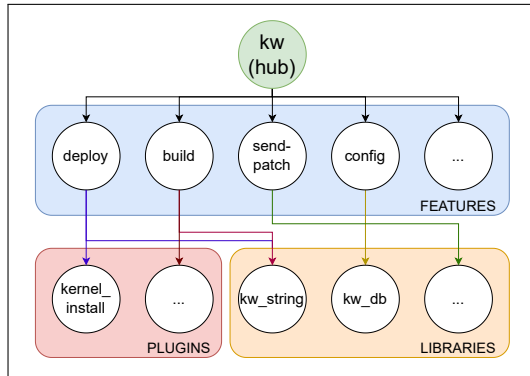 kw
(hub)
deploy
build
send-
patch
config
...
FEATURES
kernel_
install
...
kw_string
kw_db
...
PLUGINS
LIBRARIES